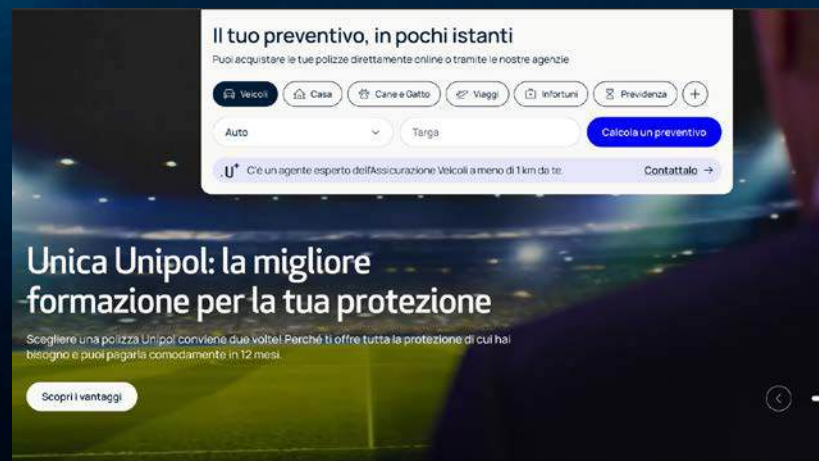 Il tuo preventivo, in pochi istanti
Puoi acquistare le tue polizze direttamente online o tramite le nostre agenzie
Veicoli Casa Cane e Gatto Viaggi Infortuni Previdenza +
Auto Targa Calcola un preventivo
.U+ C'è un agente esperto dell'Assicurazione Veicoli a meno di 1 km da te. Contattalo →
Unica Unipol: la migliore
formazione per la tua protezione
Scegliere una polizza Unipol conviene due volte! Perché ti offre tutta la protezione di cui hai
bisogno e puoi pagarla comodamente in 12 mesi.
Scopri i vantaggi